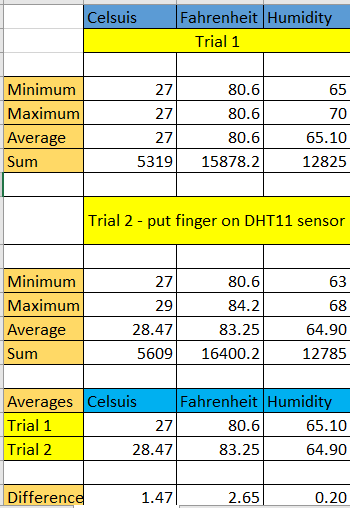 Celsuis Fahrenheit Humidity
Trial 1
Minimum 27 80.6 65
Maximum 27 80.6 70
Average 27 80.6 65.10
Sum 5319 15878.2 12825
Trial 2 - put finger on DHT11 sensor
Minimum 27 80.6 63
Maximum 29 84.2 68
Average 28.47 83.25 64.90
Sum 5609 16400.2 12785
Averages Celsuis Fahrenheit Humidity
Trial 1 27 80.6 65.10
Trial 2 28.47 83.25 64.90
Difference 1.47 2.65 0.20